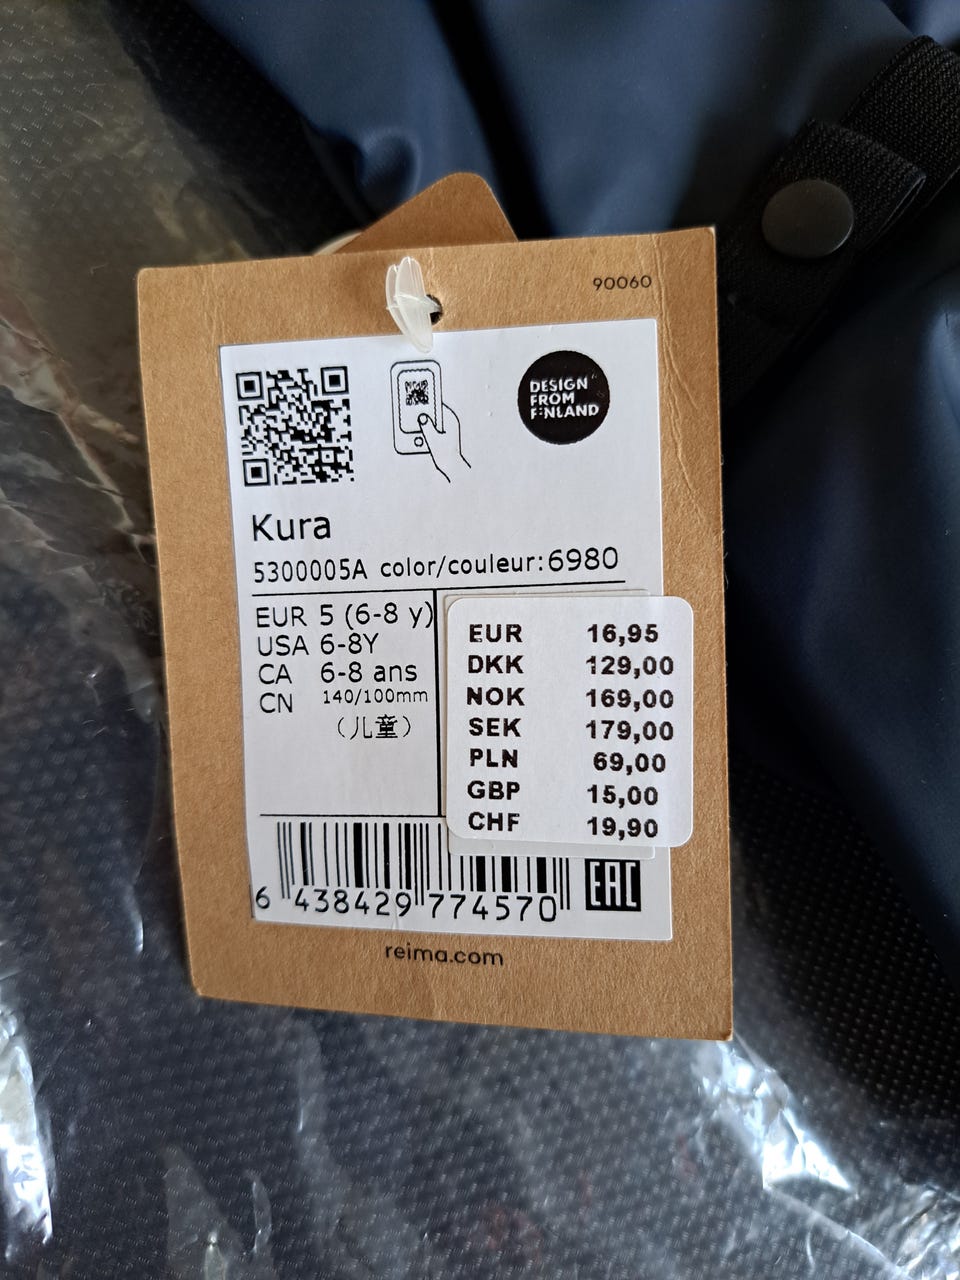 90060
DESIGN
FROM
FINLAND
Kura
5300005A color/couleur:6980
EUR 5 (6-8 y)
USA 6-8Y
CA 6-8 ans
CN 140/100mm
（儿童）
EUR 16,95
DKK 129,00
NOK 169,00
SEK 179,00
PLN 69,00
GBP 15,00
CHF 19,90
6 438429 774570
EAC
reima.com